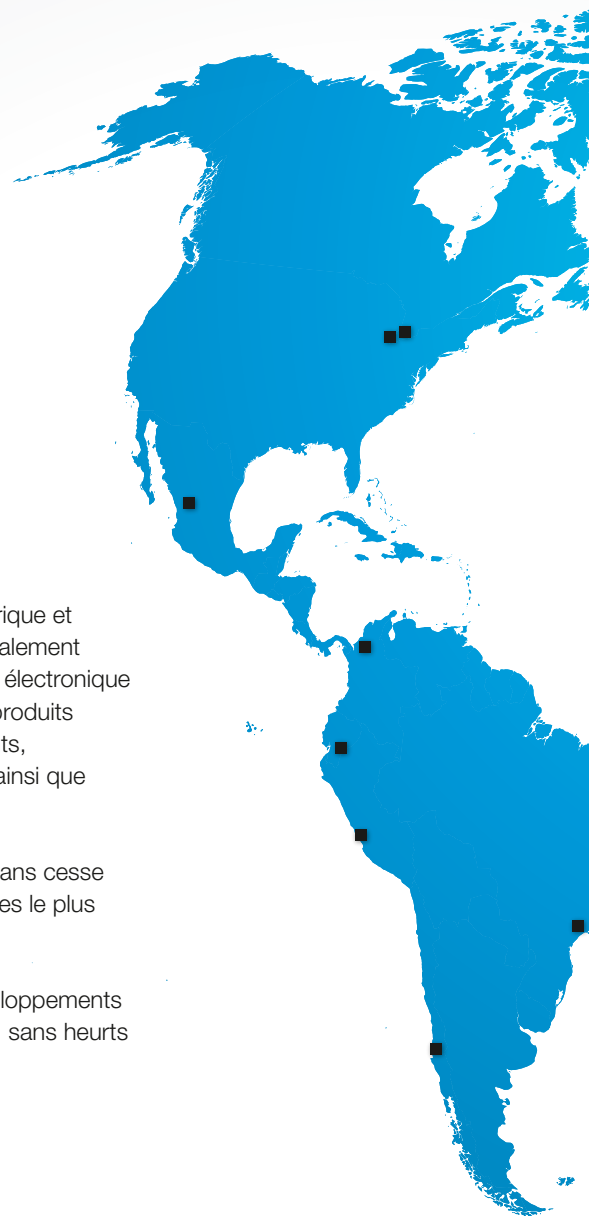 rique et
alement
électronique
produits
ts,
ainsi que
ans cesse
es le plus
loppements
sans heurts